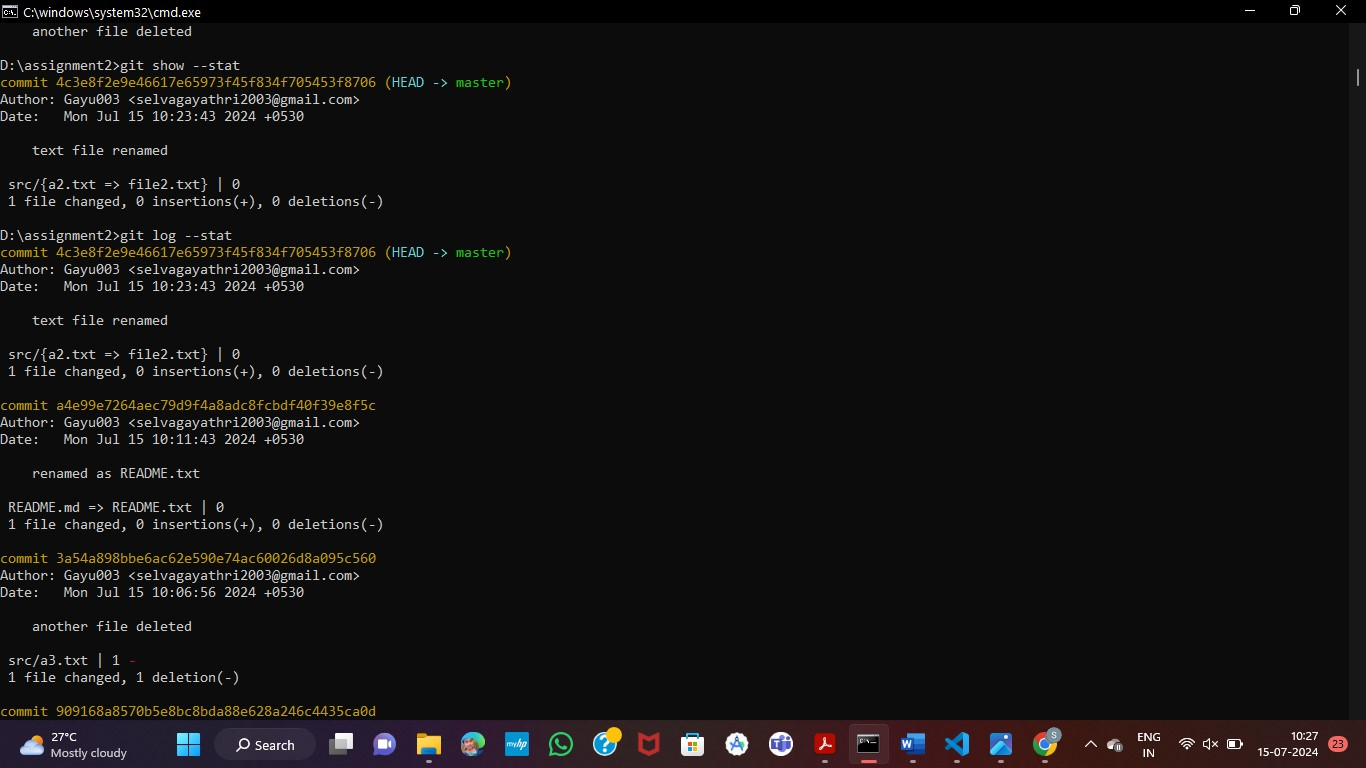 C:\windows\system32\cmd.exe
another file deleted
D:\assignment2>git show --stat
commit 4c3e8f2e9e46617e65973f45f834f705453f8706 (HEAD -> master)
Author: Gayu003 <selvagayathri2003@gmail.com>
Date:   Mon Jul 15 10:23:43 2024 +0530
text file renamed
src/{a2.txt => file2.txt} | 0
1 file changed, 0 insertions(+), 0 deletions(-)
D:\assignment2>git log --stat
commit 4c3e8f2e9e46617e65973f45f834f705453f8706 (HEAD -> master)
Author: Gayu003 <selvagayathri2003@gmail.com>
Date:   Mon Jul 15 10:23:43 2024 +0530
text file renamed
src/{a2.txt => file2.txt} | 0
1 file changed, 0 insertions(+), 0 deletions(-)
commit a4e99e7264aec79d9f4a8adc8fcbdf40f39e8f5c
Author: Gayu003 <selvagayathri2003@gmail.com>
Date:   Mon Jul 15 10:11:43 2024 +0530
renamed as README.txt
README.md => README.txt | 0
1 file changed, 0 insertions(+), 0 deletions(-)
commit 3a54a898bbe6ac62e590e74ac60026d8a095c560
Author: Gayu003 <selvagayathri2003@gmail.com>
Date:   Mon Jul 15 10:06:56 2024 +0530
another file deleted
src/a3.txt | 1 -
1 file changed, 1 deletion(-)
commit 909168a8570b5e8bc8bda88e628a246c4435ca0d
27°C
Mostly cloudy
Search
myhp
S
ENG
IN
10:27
15-07-2024
23